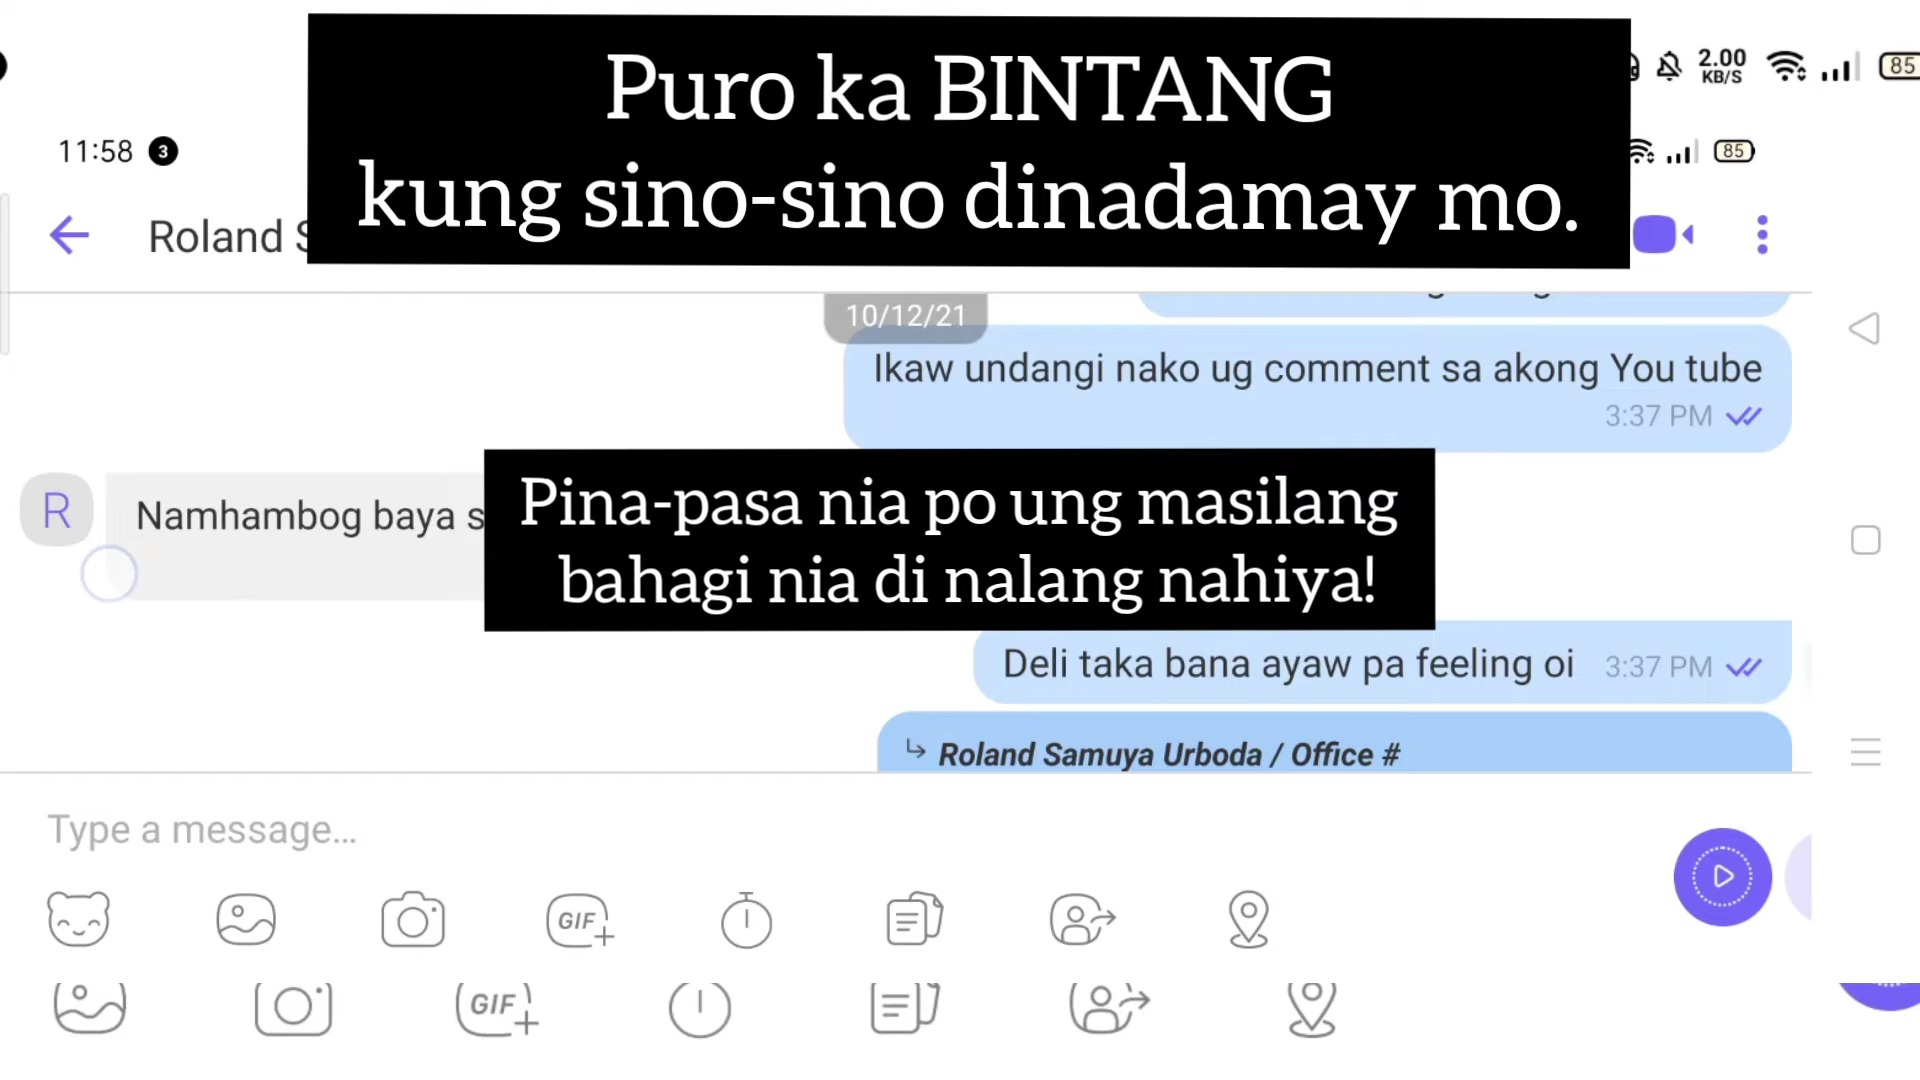 Puro ka BINTANG
kung sino-sino dinadamay mo.
2.00
KB/S
85
11:58
3
85
Roland
10/12/21
Ikaw undangi nako ug comment sa akong You tube
3:37 PM
R
Namhambog baya
Pina-pasa nia po ung masilang
bahagi nia di nalang nahiya!
Deli taka bana ayaw pa feeling oi
3:37 PM
Roland Samuya Urboda / Office #
Type a message...
GIF
GIF